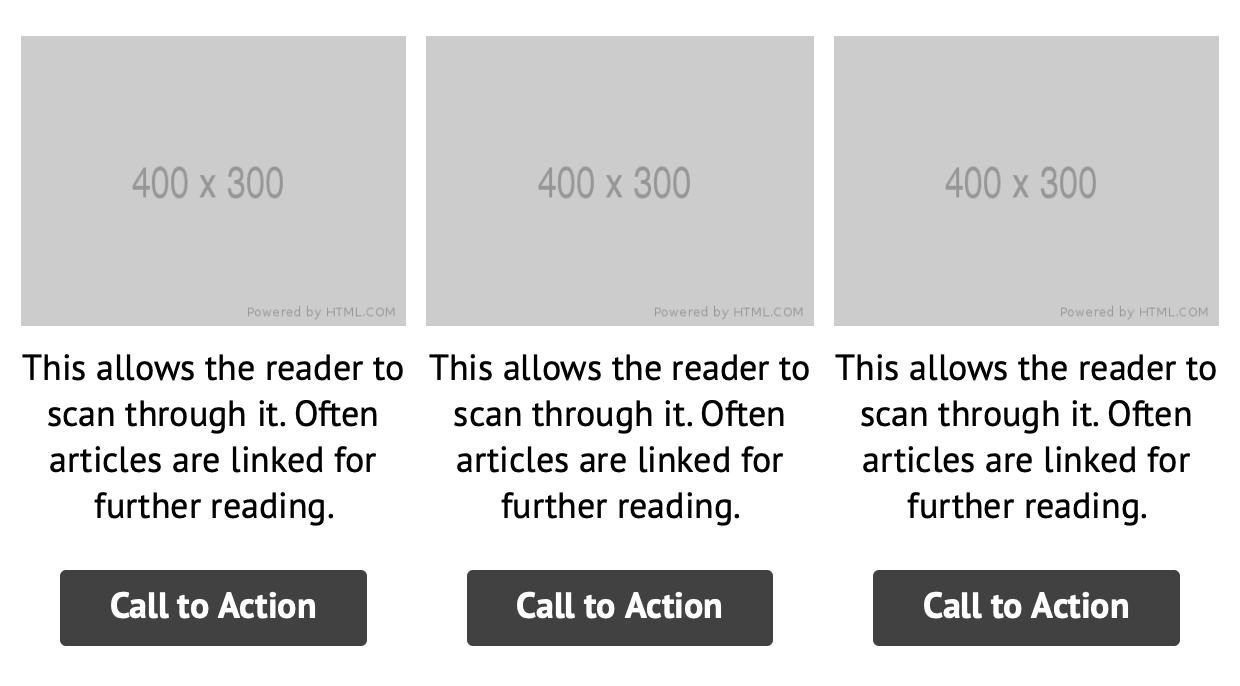 400 x 300
Powered by HTML.COM
This allows the reader to
scan through it. Often
articles are linked for
further reading.
Call to Action
400 x 300
Powered by HTML.COM
This allows the reader to
scan through it. Often
articles are linked for
further reading.
Call to Action
400 x 300
Powered by HTML.COM
This allows the reader to
scan through it. Often
articles are linked for
further reading.
Call to Action